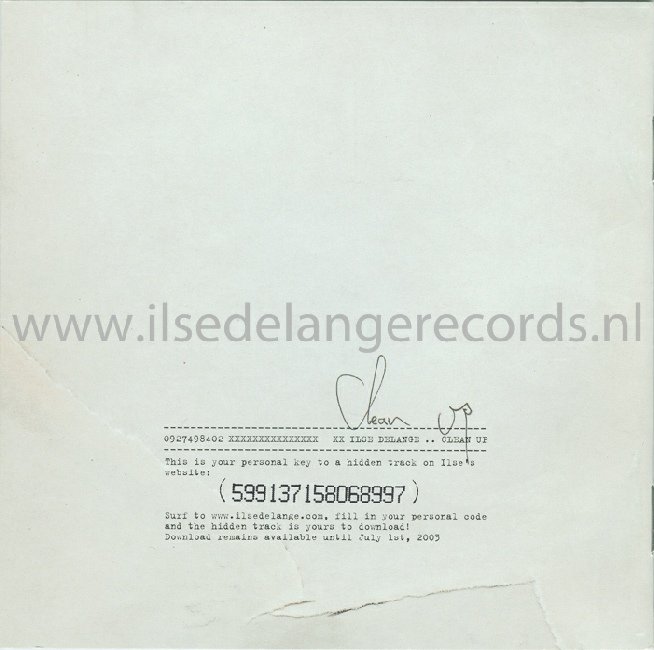 www.ilsedelangerecords.nl
Clean up
0927498402 XXXXXXXXXXXXXXX XX ILSE DELANGE .. CLEAN UP
This is your personal key to a hidden track on Ilse's
website:
(599137158068997)
Surf to www.ilsedelange.com, fill in your personal code
and the hidden track is yours to download!
Download remains available until July 1st, 2005